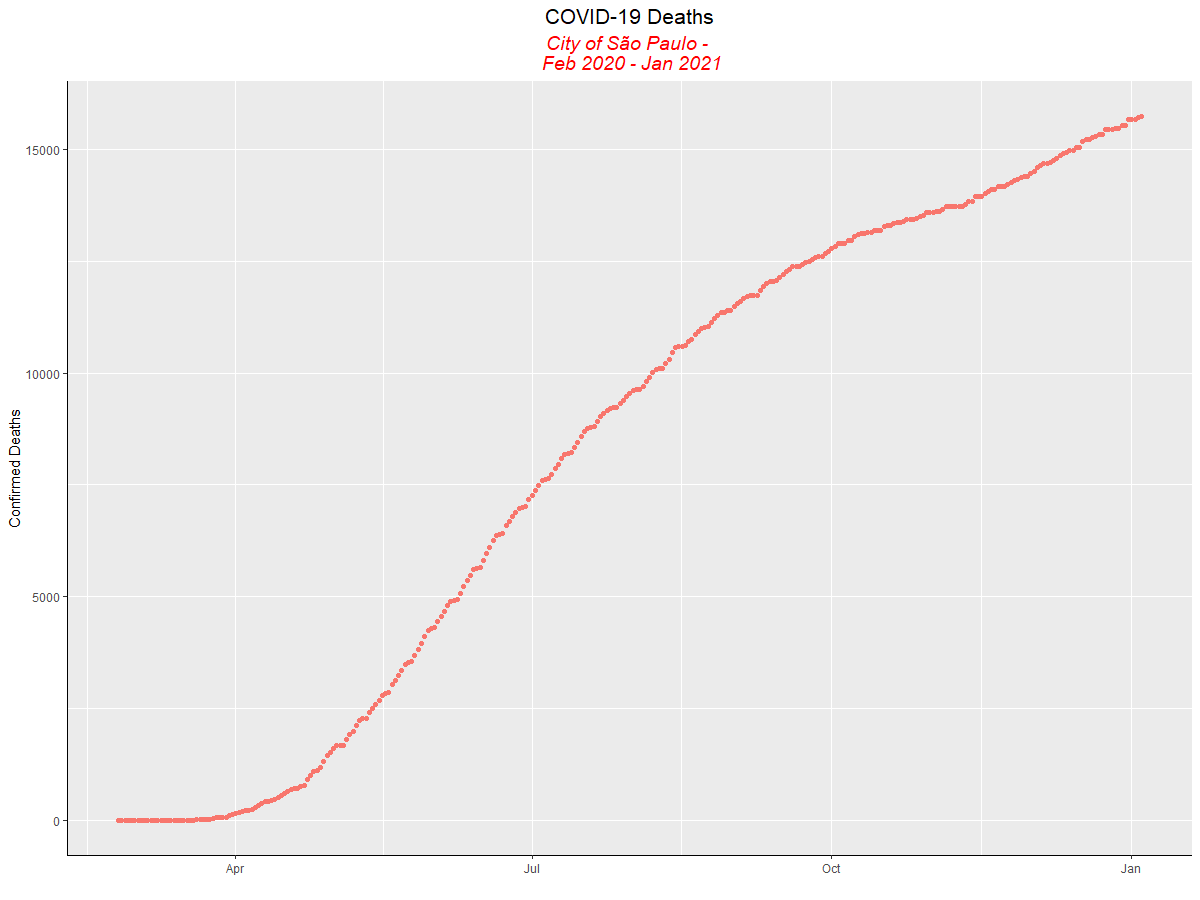 COVID-19 Deaths
City of São Paulo -
Feb 2020 - Jan 2021
Confirmed Deaths
15000
10000
5000
0
Apr Jul Oct Jan